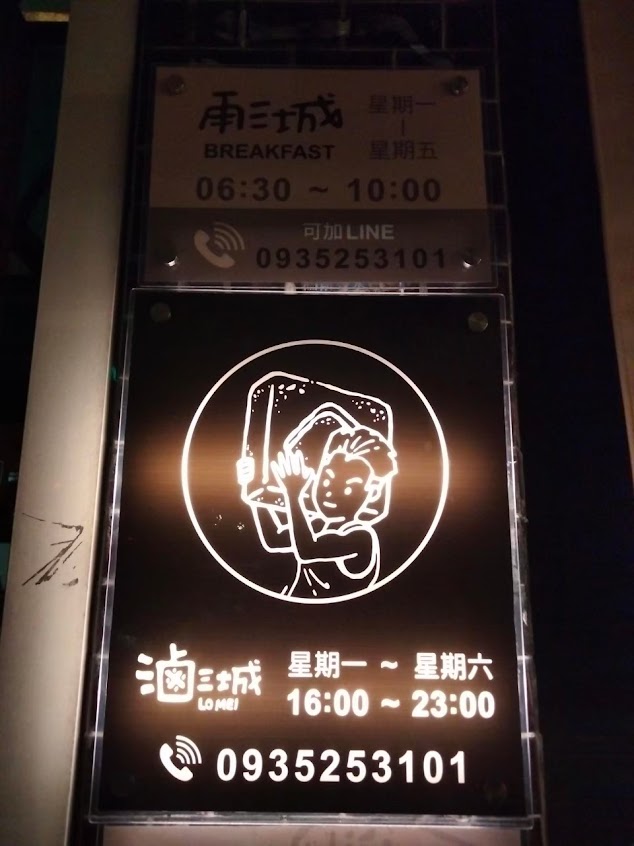 雨三城
BREAKFAST
星期一
|
星期五
06:30 ~ 10:00
可加LINE
0935253101
滷三城
LO MEI
星期一 ~ 星期六
16:00 ~ 23:00
0935253101